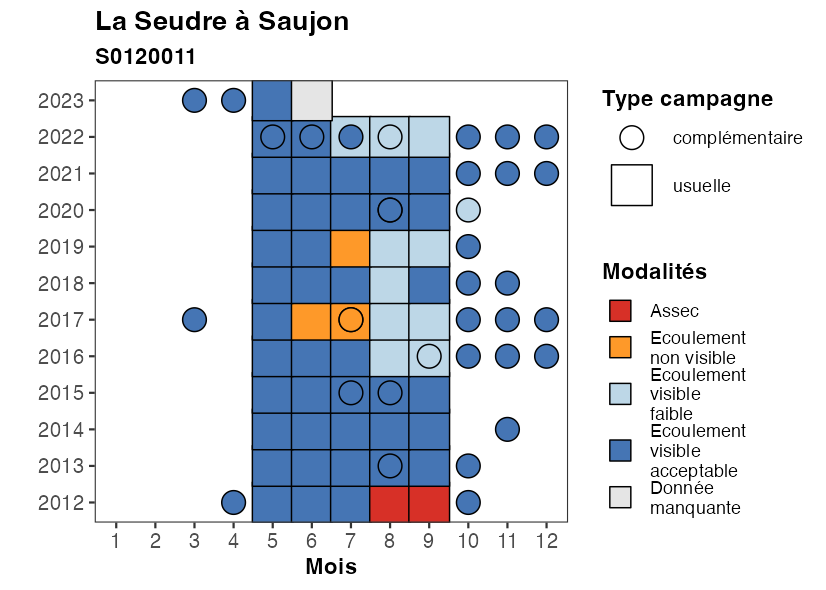 La Seudre à Saujon
S0120011
2023
2022
2021
2020
2019
2018
2017
2016
2015
2014
2013
2012
1 2 3 4 5 6 7 8 9 10 11 12
Mois
Type campagne
complémentaire
usuelle
Modalités
Assec
Ecoulement
non visible
Ecoulement
visible
faible
Ecoulement
visible
acceptable
Donnée
manquante